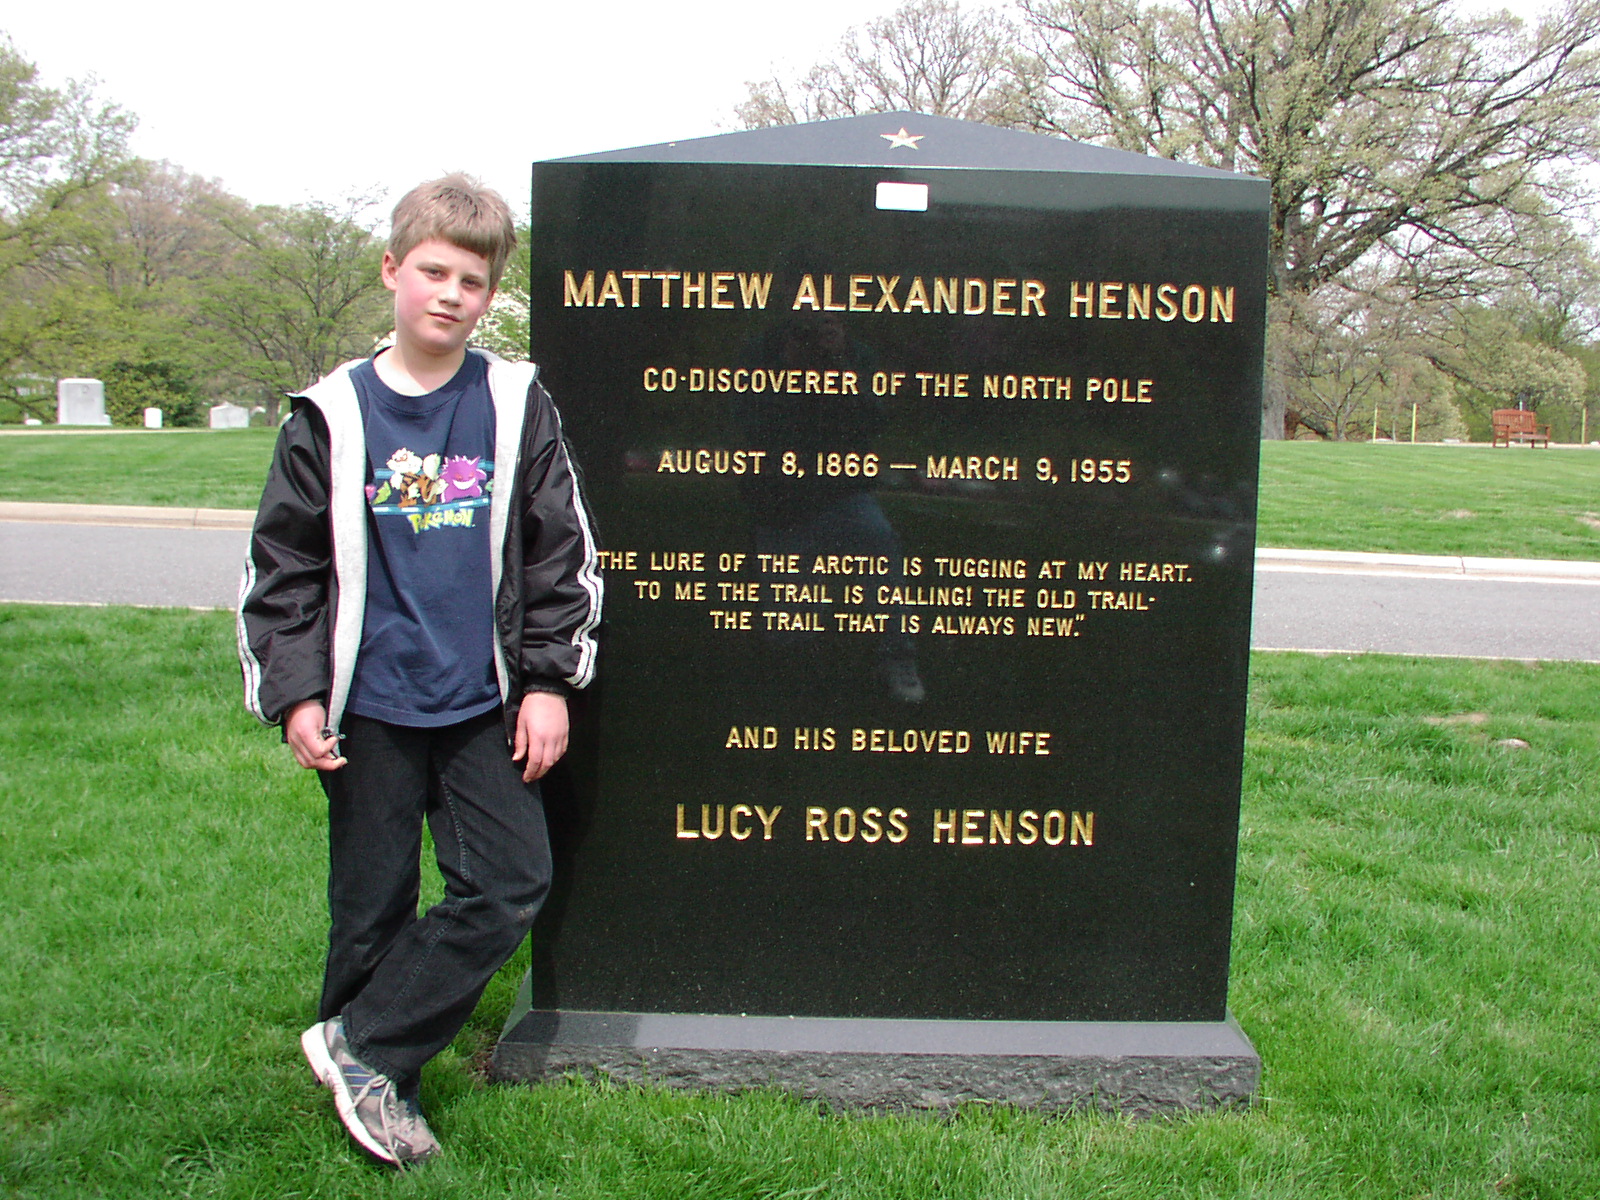 MATTHEW ALEXANDER HENSON
CO-DISCOVERER OF THE NORTH POLE
AUGUST 8, 1866 — MARCH 9, 1955
THE LURE OF THE ARCTIC IS TUGGING AT MY HEART.
TO ME THE TRAIL IS CALLING! THE OLD TRAIL-
THE TRAIL THAT IS ALWAYS NEW."
AND HIS BELOVED WIFE
LUCY ROSS HENSON
POKéMON